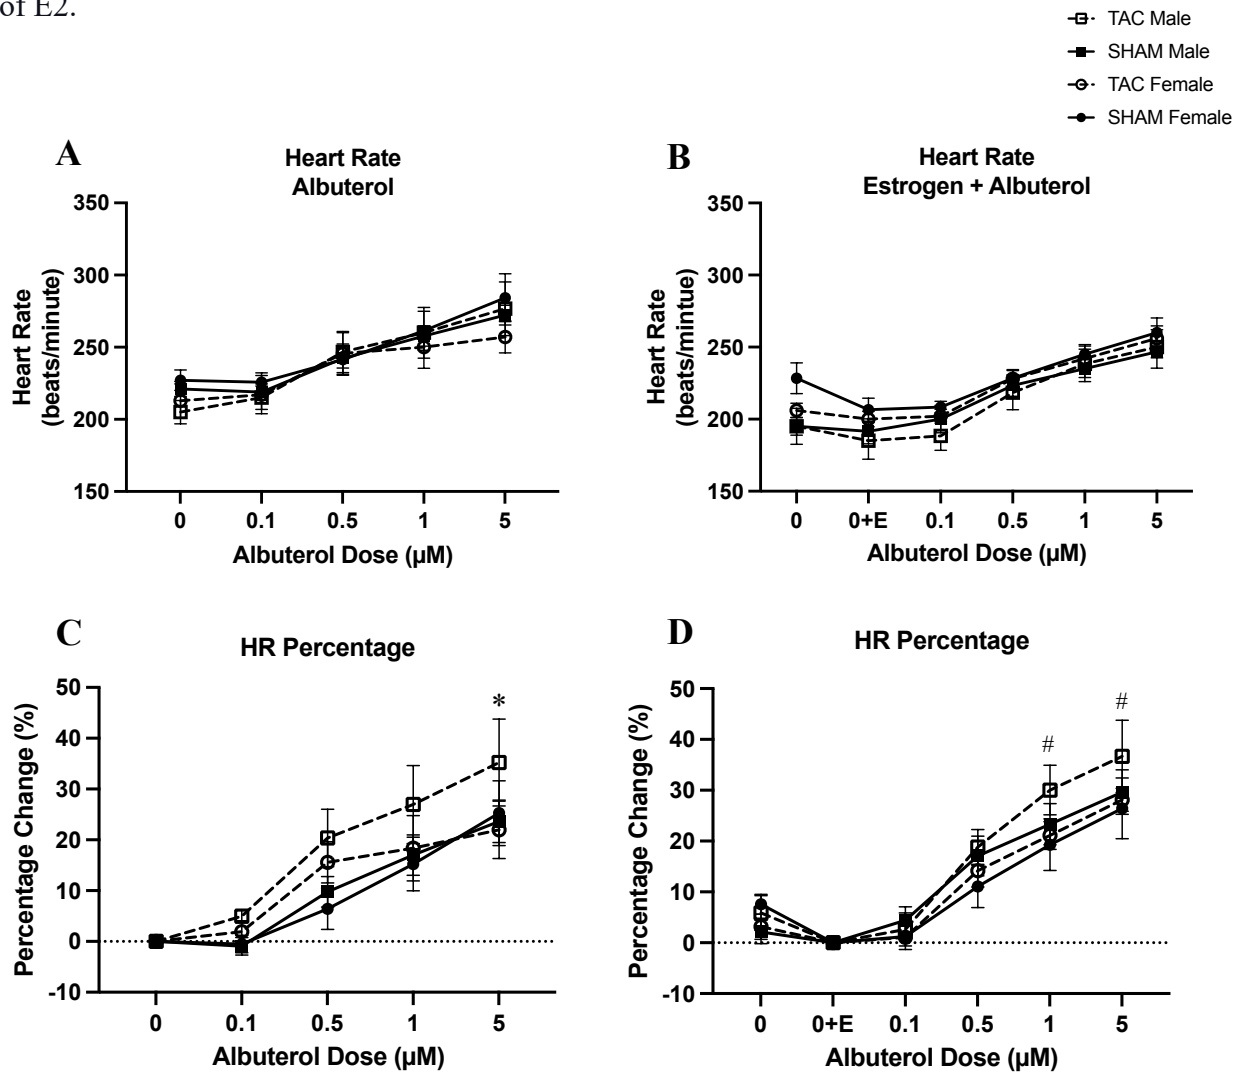 of E2.
TAC Male
SHAM Male
TAC Female
SHAM Female
A
Heart Rate
Albuterol
350
300
250
200
150
Heart Rate
(beats/minute)
0 0.1 0.5 1 5
Albuterol Dose (µM)
B
Heart Rate
Estrogen + Albuterol
350
300
250
200
150
Heart Rate
(beats/mintue)
0 0+E 0.1 0.5 1 5
Albuterol Dose (µM)
C
HR Percentage
50
40
30
20
10
0
-10
Percentage Change (%)
*
0 0.1 0.5 1 5
Albuterol Dose (µM)
D
HR Percentage
50
40
30
20
10
0
-10
Percentage Change (%)
#
#
0 0+E 0.1 0.5 1 5
Albuterol Dose (µM)